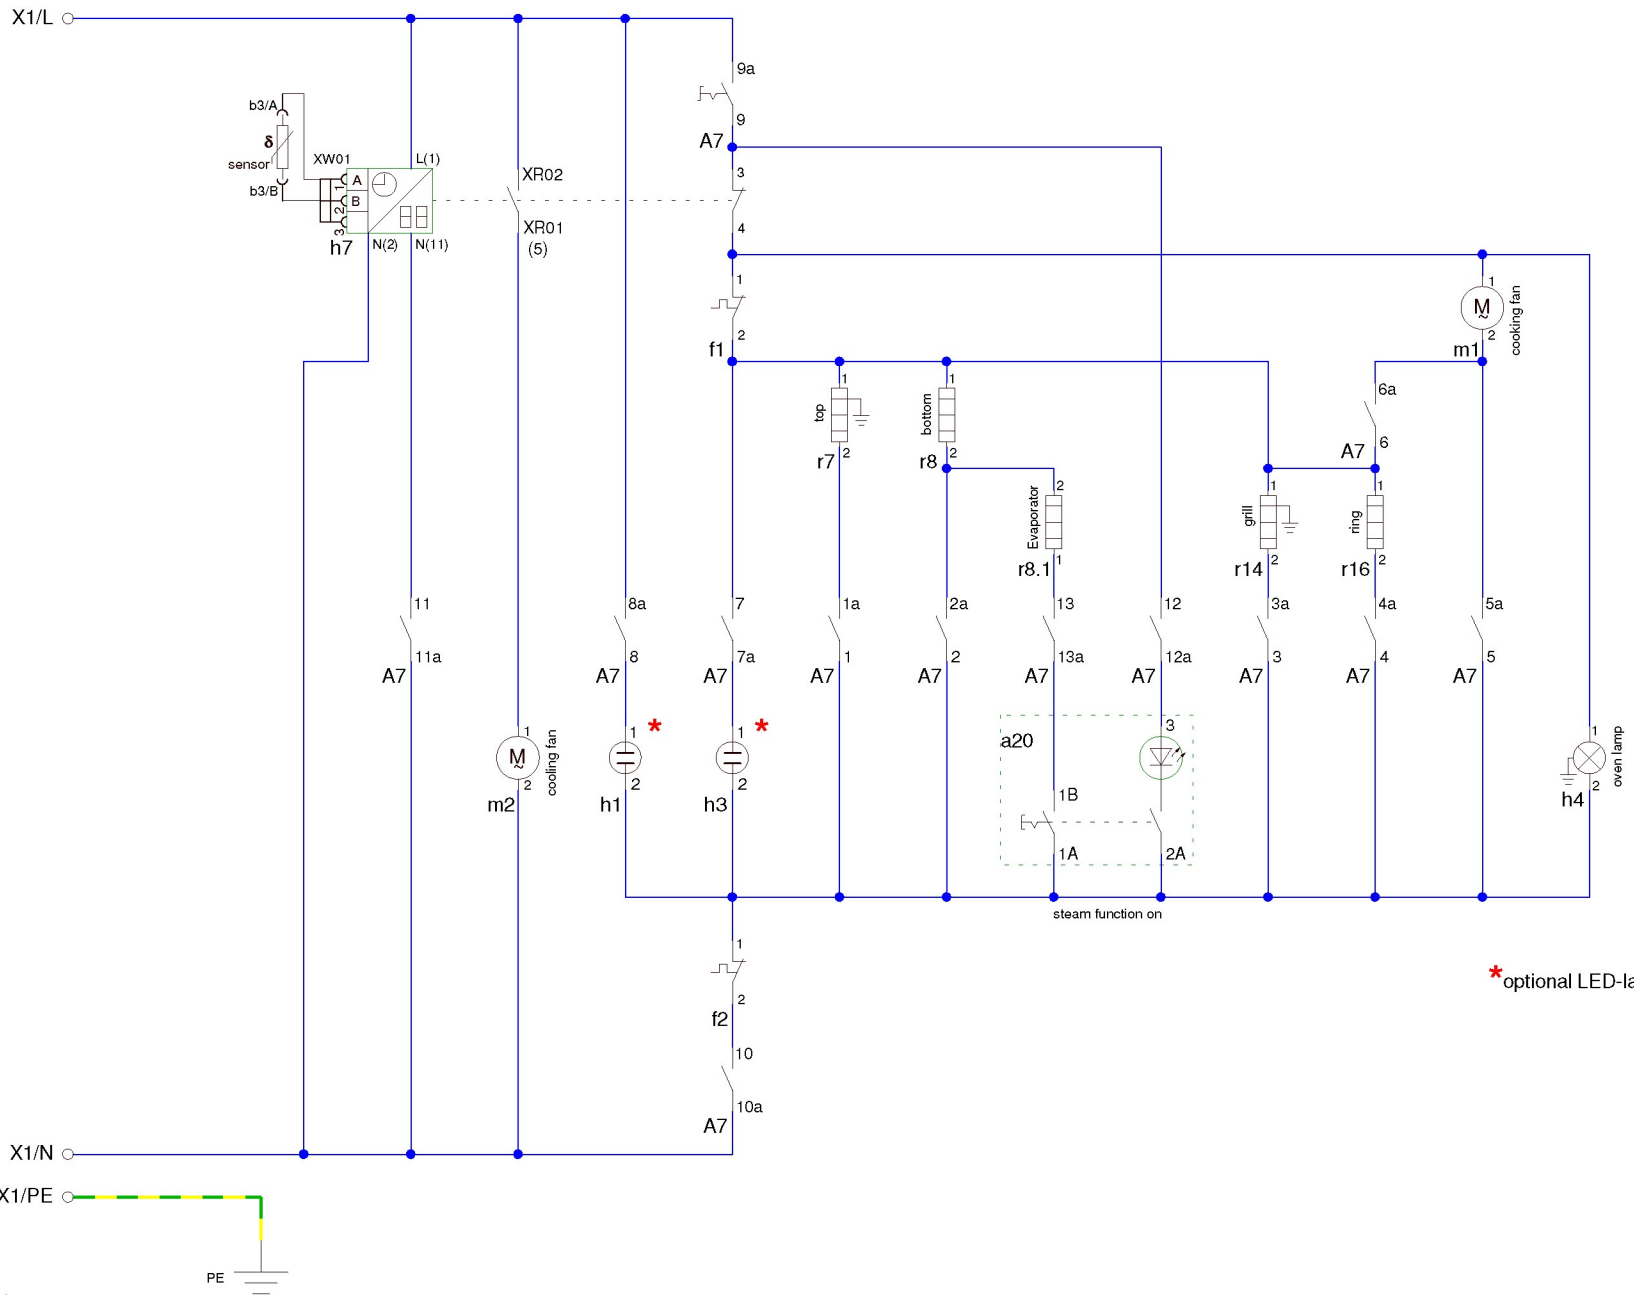 X1/L
9a
b3/A
δ
sensor
b3/B
XW01
L(1)
A
B
1
2
3
h7
N(2)
N(11)
XR02
XR01
(5)
9
A7
3
4
1
2
f1
1
M
~
2
m1
cooking fan
6a
6
A7
1
top
2
r7
1
bottom
2
r8
2
Evaporator
1
r8.1
1
grill
2
r14
1
ring
2
r16
11
11a
A7
8a
8
A7
7
7a
A7
1a
1
A7
2a
2
A7
13
13a
A7
12
12a
A7
3a
3
A7
4a
4
A7
5a
5
A7
1
M
~
2
m2
cooling fan
*
1
2
h1
*
1
2
h3
a20
3
1B
1A
2A
1
2
h4
oven lamp
steam function on
1
2
f2
10
10a
A7
*optional LED-la
X1/N
X1/PE
PE